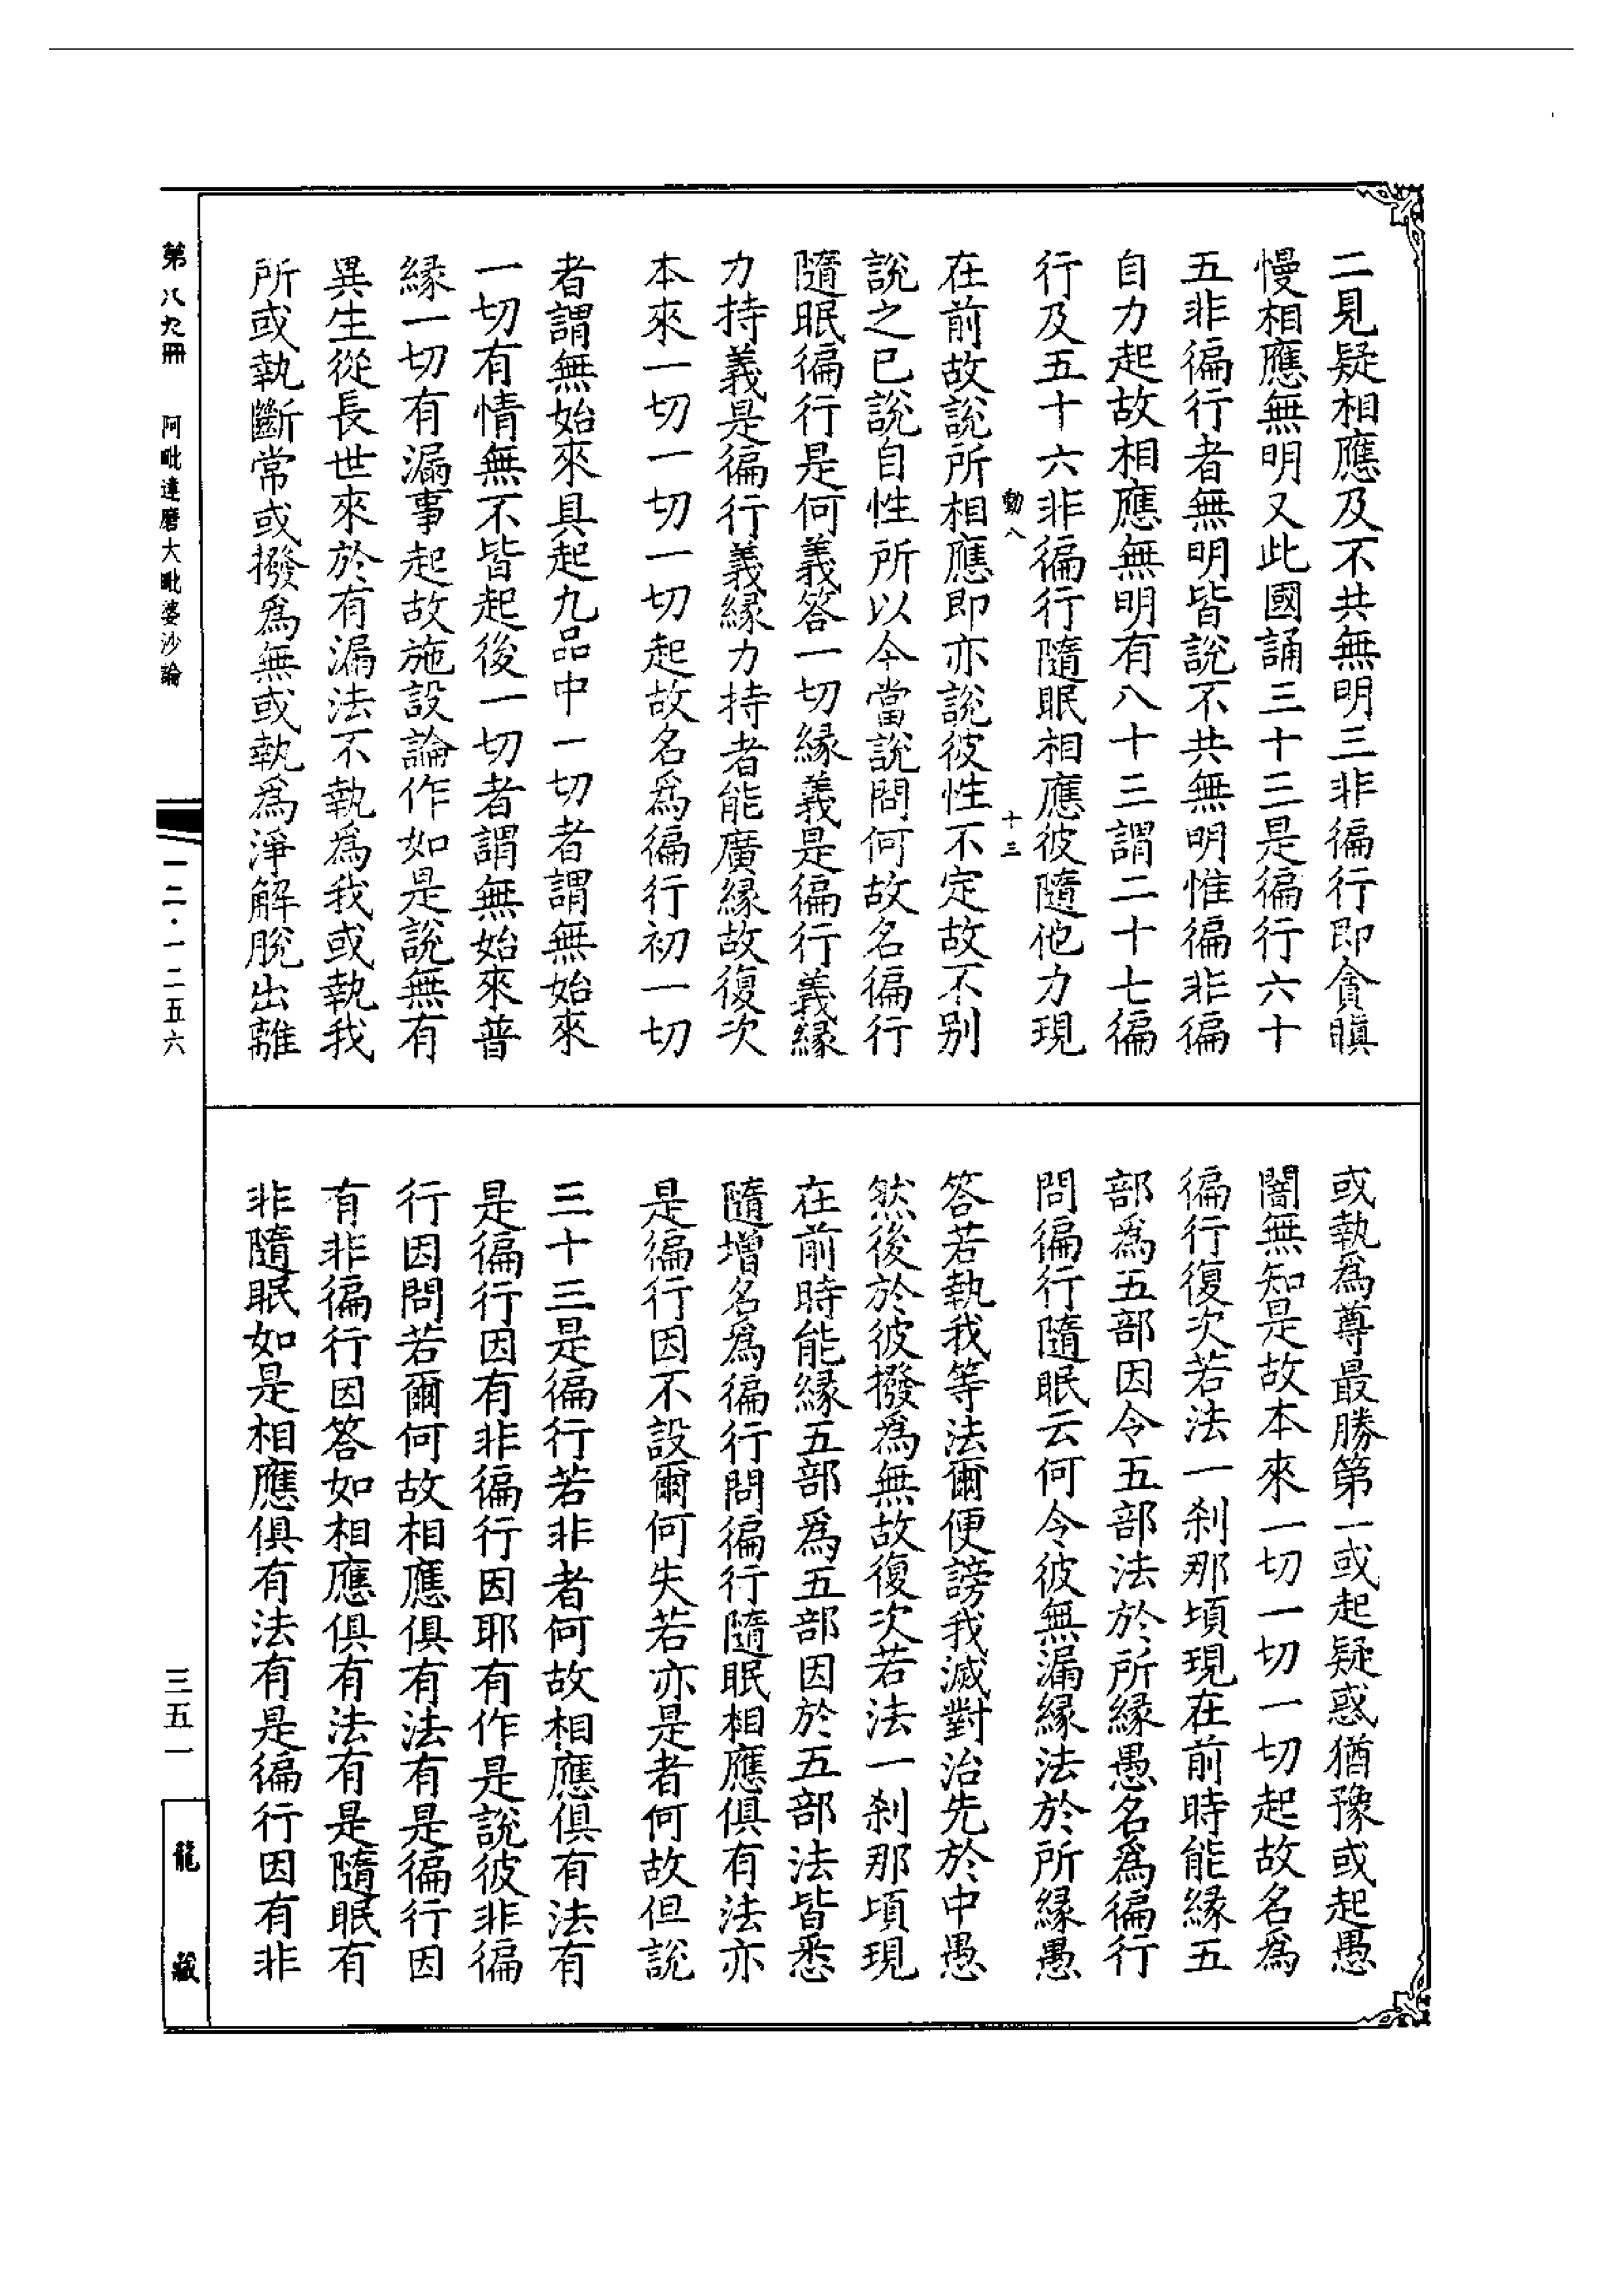 二見疑相應及不共無明三非徧行即貪瞋
慢相應無明又此國誦三十三是徧行六十
五非徧行者無明皆說不共無明惟徧非徧
自力起故相應無明有八十三謂二十七徧
行及五十六非徧行隨眠相應彼隨他力現
動八
十三
在前故說所相應即亦說彼性不定故不别
說之已說自性所以今當說問何故名徧行
隨眠徧行是何義答一切緣義是徧行義緣
力持義是徧行義緣力持者能廣緣故復次
本來一切一切一切起故名爲徧行初一切
者謂無始來具起九品中一切者謂無始來
一切有情無不皆起後一切者謂無始來普
緣一切有漏事起故施設論作如是說無有
異生從長世來於有漏法不執爲我或執我
所或執斷常或撥爲無或執爲淨解脫出離
或執爲尊最勝第一或起疑惑猶豫或起愚
闇無知是故本來一切一切一切起故名爲
徧行復次若法一剎那頃現在前時能緣五
部爲五部因令五部法於所緣愚名爲徧行
問徧行隨眠云何令彼無漏緣法於所緣愚
答若執我等法爾便謗我滅對治先於中愚
然後於彼撥爲無故復次若法一剎那頃現
在前時能緣五部爲五部因於五部法皆悉
隨增名爲徧行問徧行隨眠相應俱有法亦
是徧行因不設爾何失若亦是者何故但說
三十三是徧行若非者何故相應俱有法有
是徧行因有非徧行因耶有作是說彼非徧
行因問若爾何故相應俱有法有是徧行因
有非徧行因答如相應俱有法有是隨眠有
非隨眠如是相應俱有法有是徧行因有非
第八九冊 阿毗達磨大毗婆沙論
一二·一二五六
三五一
龍藏